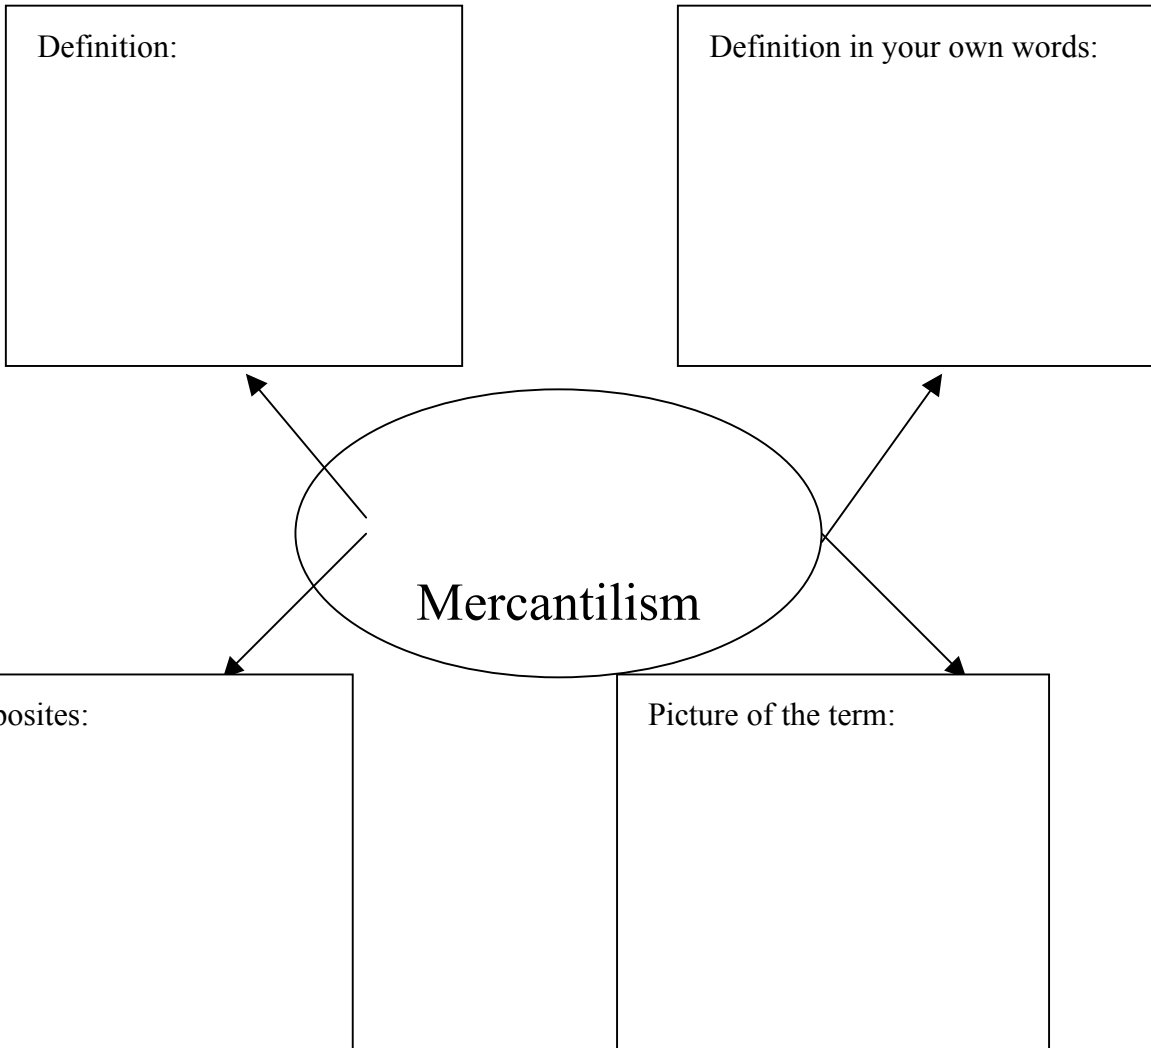 Definition:
Definition in your own words:
Mercantilism
posites:
Picture of the term: